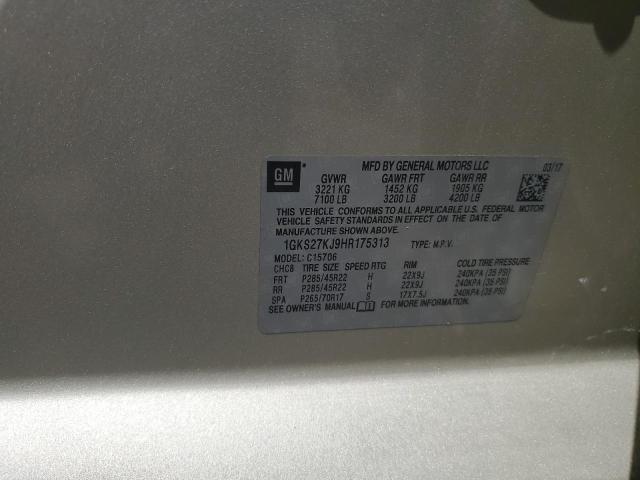 GM
MFD BY GENERAL MOTORS LLC 03/17
GVWR GAWR FRT GAWR RR
3221 KG 1452 KG 1905 KG
7100 LB 3200 LB 4200 LB
THIS VEHICLE CONFORMS TO ALL APPLICABLE U.S. FEDERAL MOTOR
VEHICLE SAFETY STANDARDS IN EFFECT ON THE DATE OF
MANUFACTURE SHOWN ABOVE.
1GKS27KJ9HR175313 TYPE: M.P.V.
MODEL: C15706
CHC8 TIRE SIZE SPEED RTG RIM COLD TIRE PRESSURE
FRT P285/45R22 H 22X9J 240KPA (35 PSI)
RR P285/45R22 H 22X9J 240KPA (35 PSI)
SPA P265/70R17 S 17X7.5J 240KPA (35 PSI)
SEE OWNER'S MANUAL FOR MORE INFORMATION.